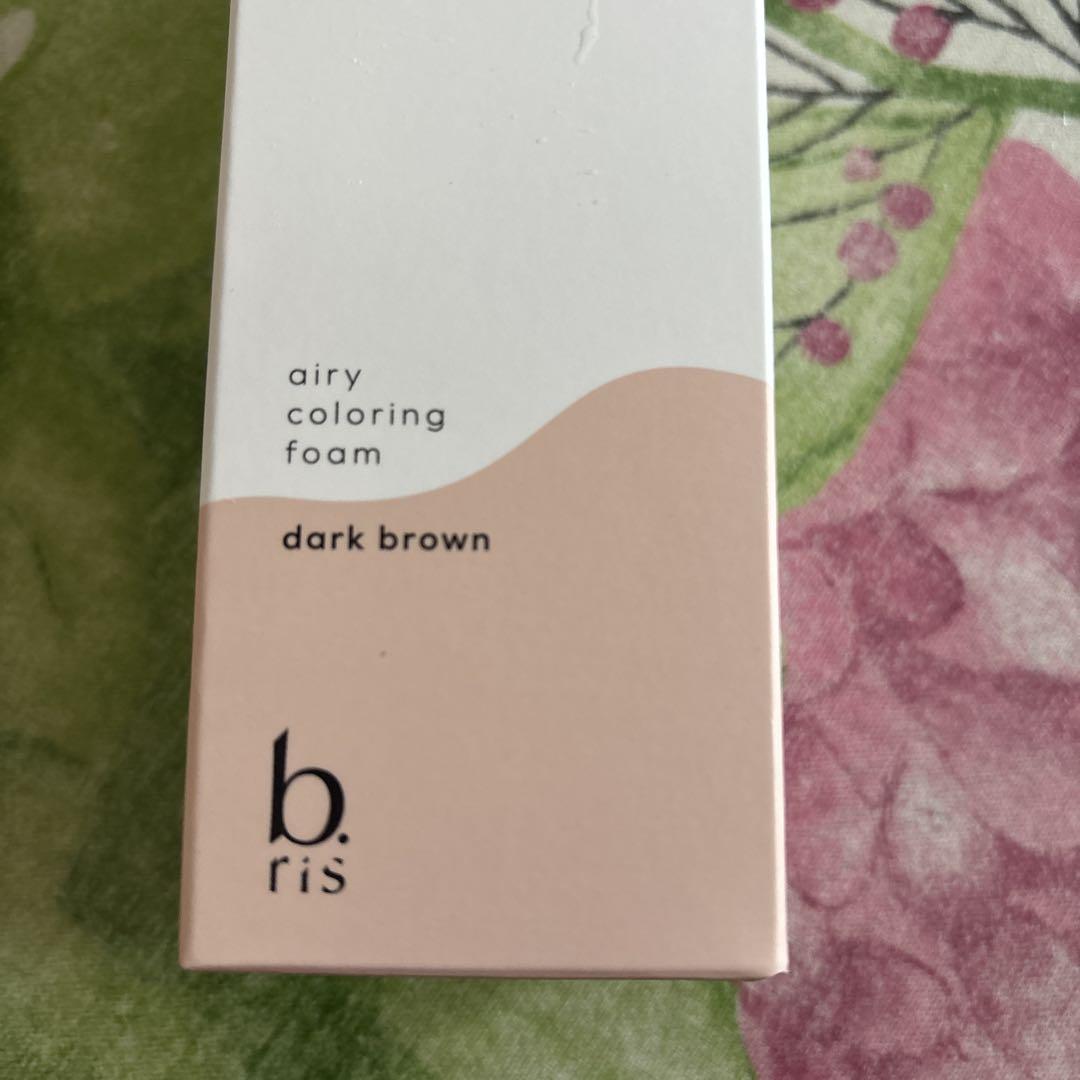 airy
coloring
foam
dark brown
b.
ris